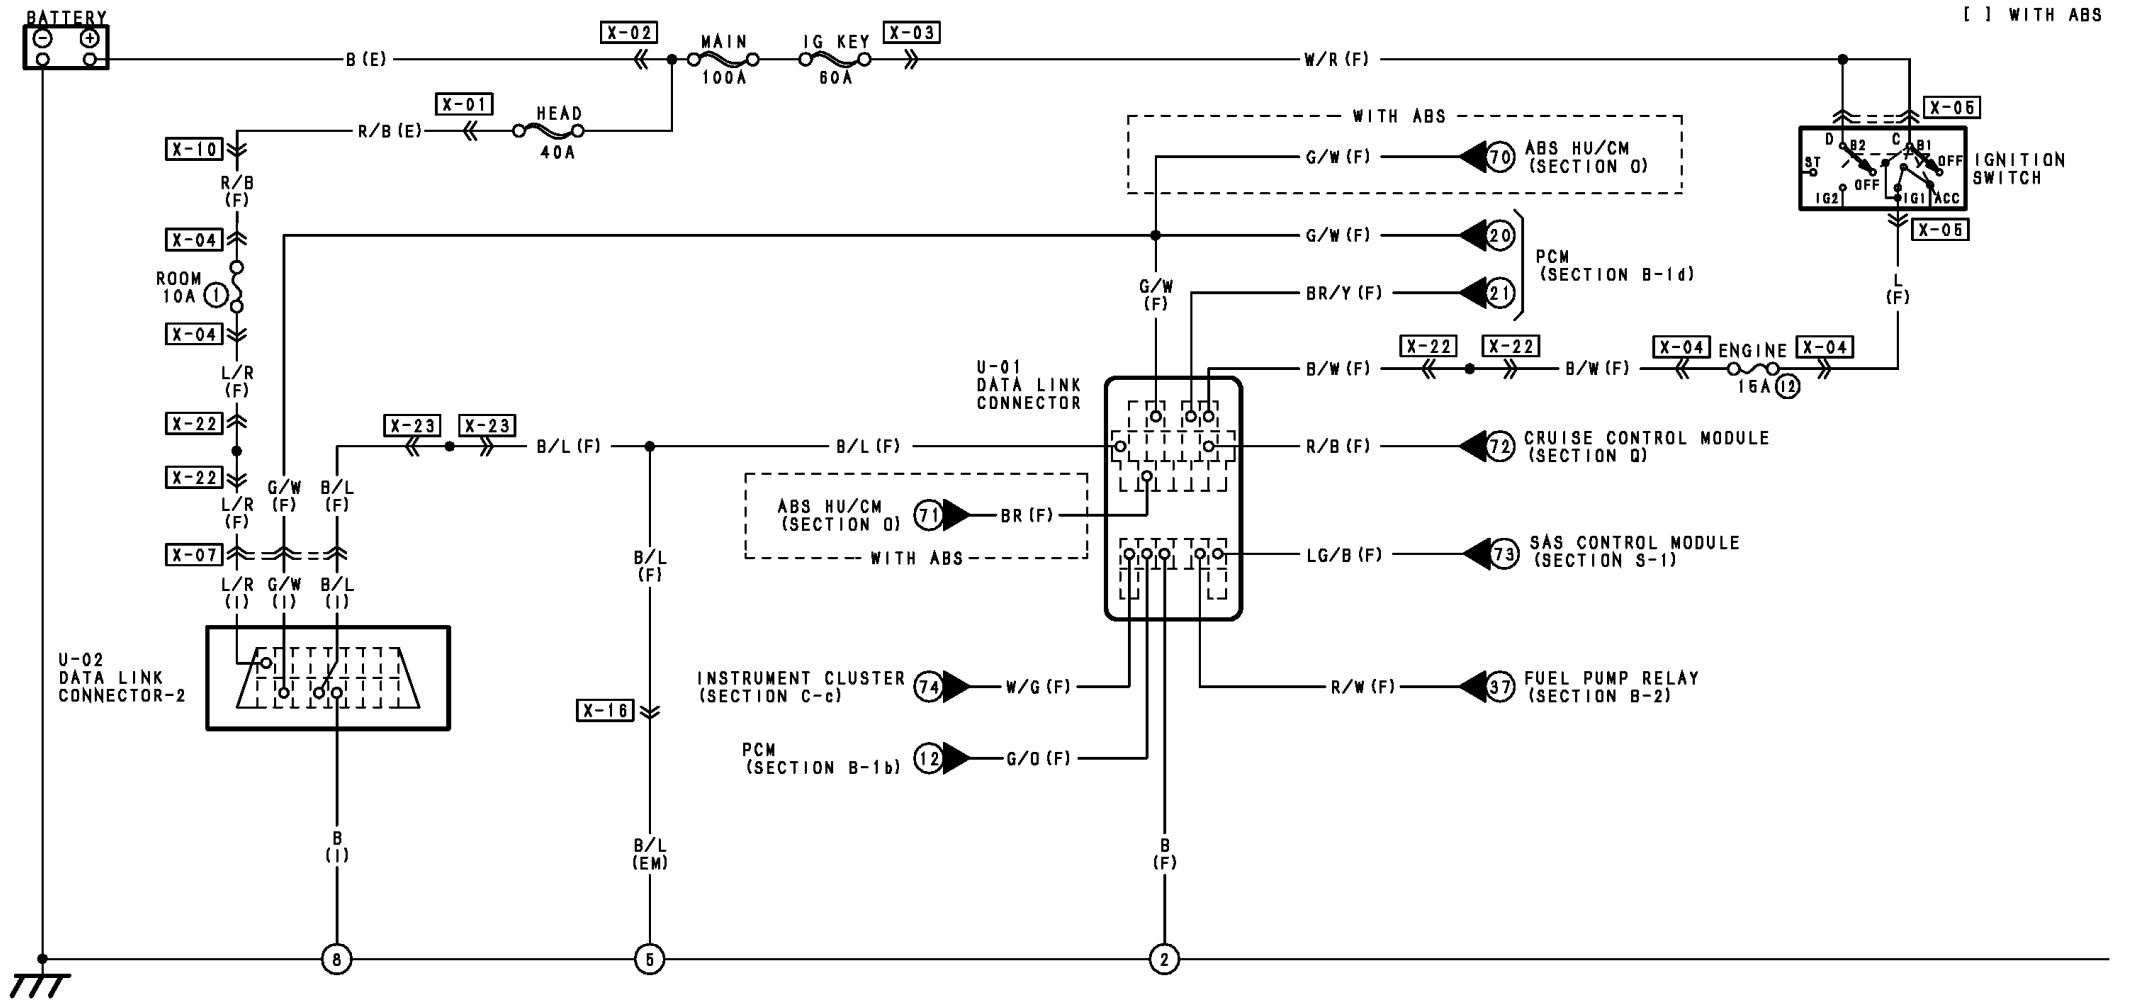 BATTERY
[ ] WITH ABS
- +
B (E)
X-02
MAIN
100A
IG KEY
60A
X-03
W/R (F)
X-01
HEAD
40A
R/B (E)
X-10
R/B
(F)
X-04
ROOM
10A 1
X-04
L/R
(F)
X-22
X-22
L/R
(F)
G/W
(F)
B/L
(F)
X-07
L/R
(I)
G/W
(I)
B/L
(I)
U-02
DATA LINK
CONNECTOR-2
B
(I)
8
X-23
X-23
B/L (F)
B/L (F)
B/L
(F)
X-16
B/L
(EM)
5
WITH ABS
G/W (F)
70
ABS HU/CM
(SECTION O)
G/W (F)
20
PCM
(SECTION B-1d)
G/W
(F)
BR/Y (F)
21
X-05
D B2 C B1
ST
OFF
OFF
IG2
IG1
ACC
IGNITION
SWITCH
X-05
L
(F)
U-01
DATA LINK
CONNECTOR
B/W (F)
X-22
X-22
B/W (F)
X-04
ENGINE
15A 12
X-04
R/B (F)
72
CRUISE CONTROL MODULE
(SECTION Q)
ABS HU/CM
(SECTION O)
71
BR (F)
WITH ABS
LG/B (F)
73
SAS CONTROL MODULE
(SECTION S-1)
INSTRUMENT CLUSTER
(SECTION C-c)
74
W/G (F)
R/W (F)
37
FUEL PUMP RELAY
(SECTION B-2)
PCM
(SECTION B-1b)
12
G/O (F)
B
(F)
2